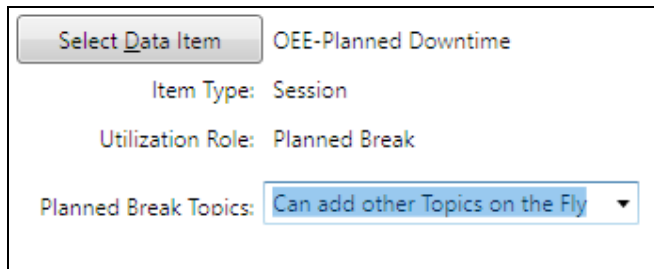 Select Data Item OEE-Planned Downtime
Item Type: Session
Utilization Role: Planned Break
Planned Break Topics: Can add other Topics on the Fly